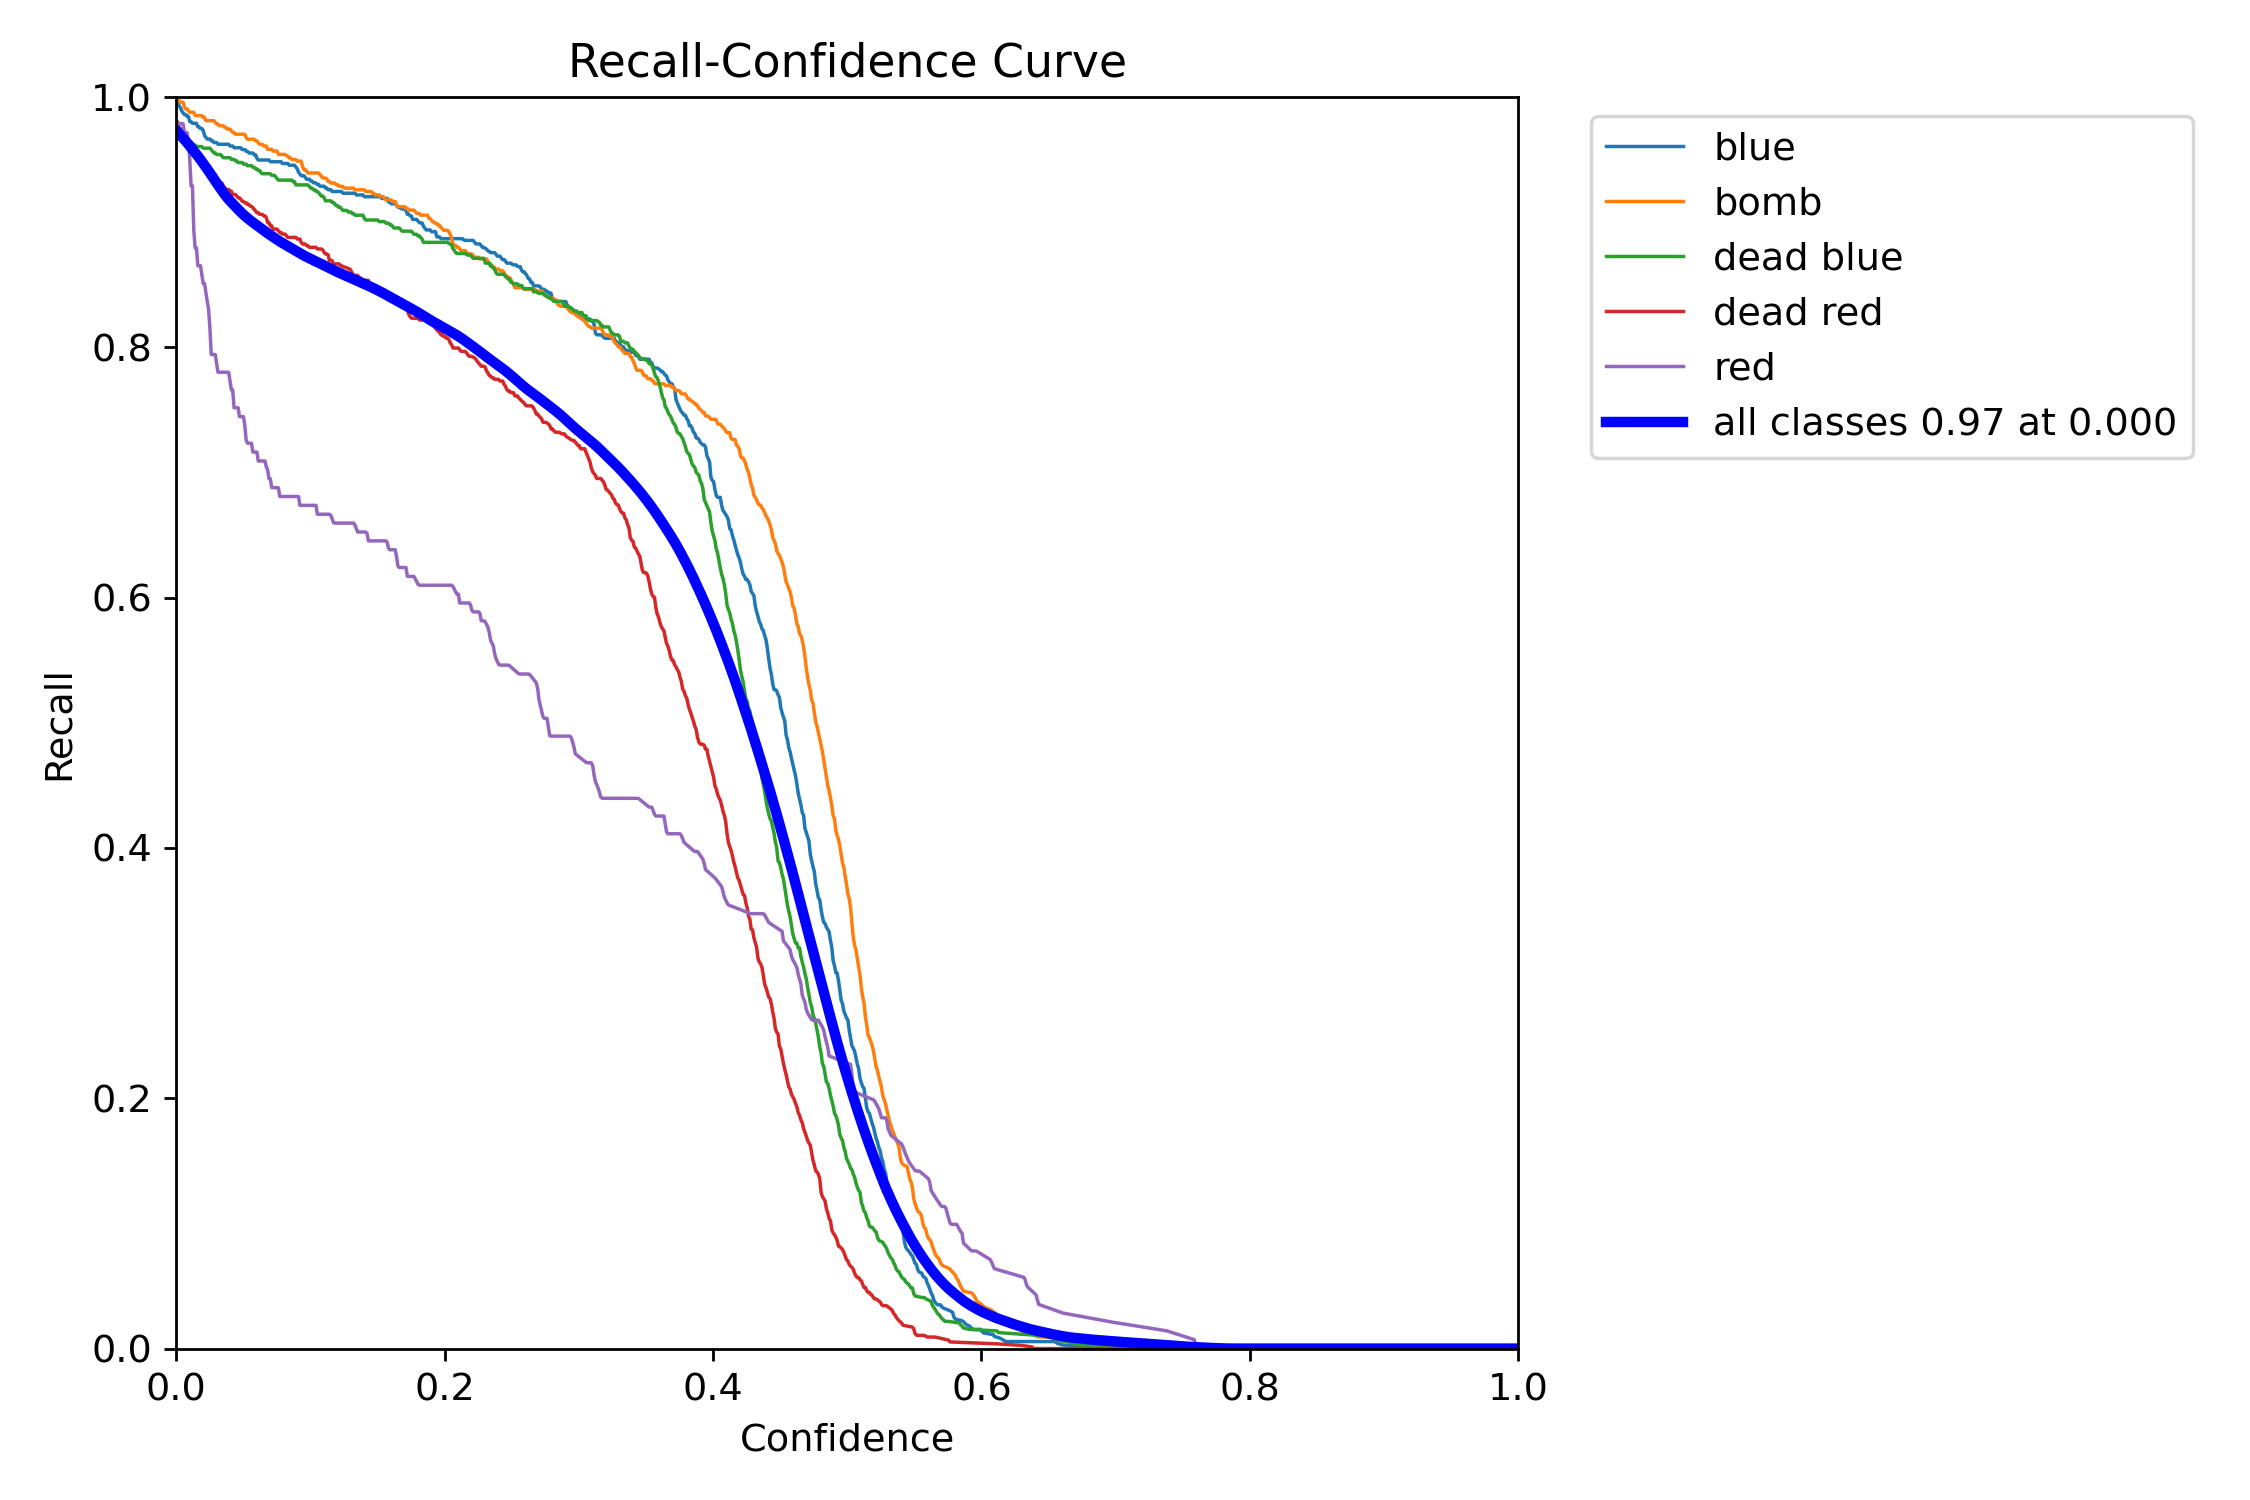 Recall-Confidence Curve
1.0
0.8
0.6
0.4
0.2
0.0
Recall
0.0 0.2 0.4 0.6 0.8 1.0
Confidence
blue
bomb
dead blue
dead red
red
all classes 0.97 at 0.000